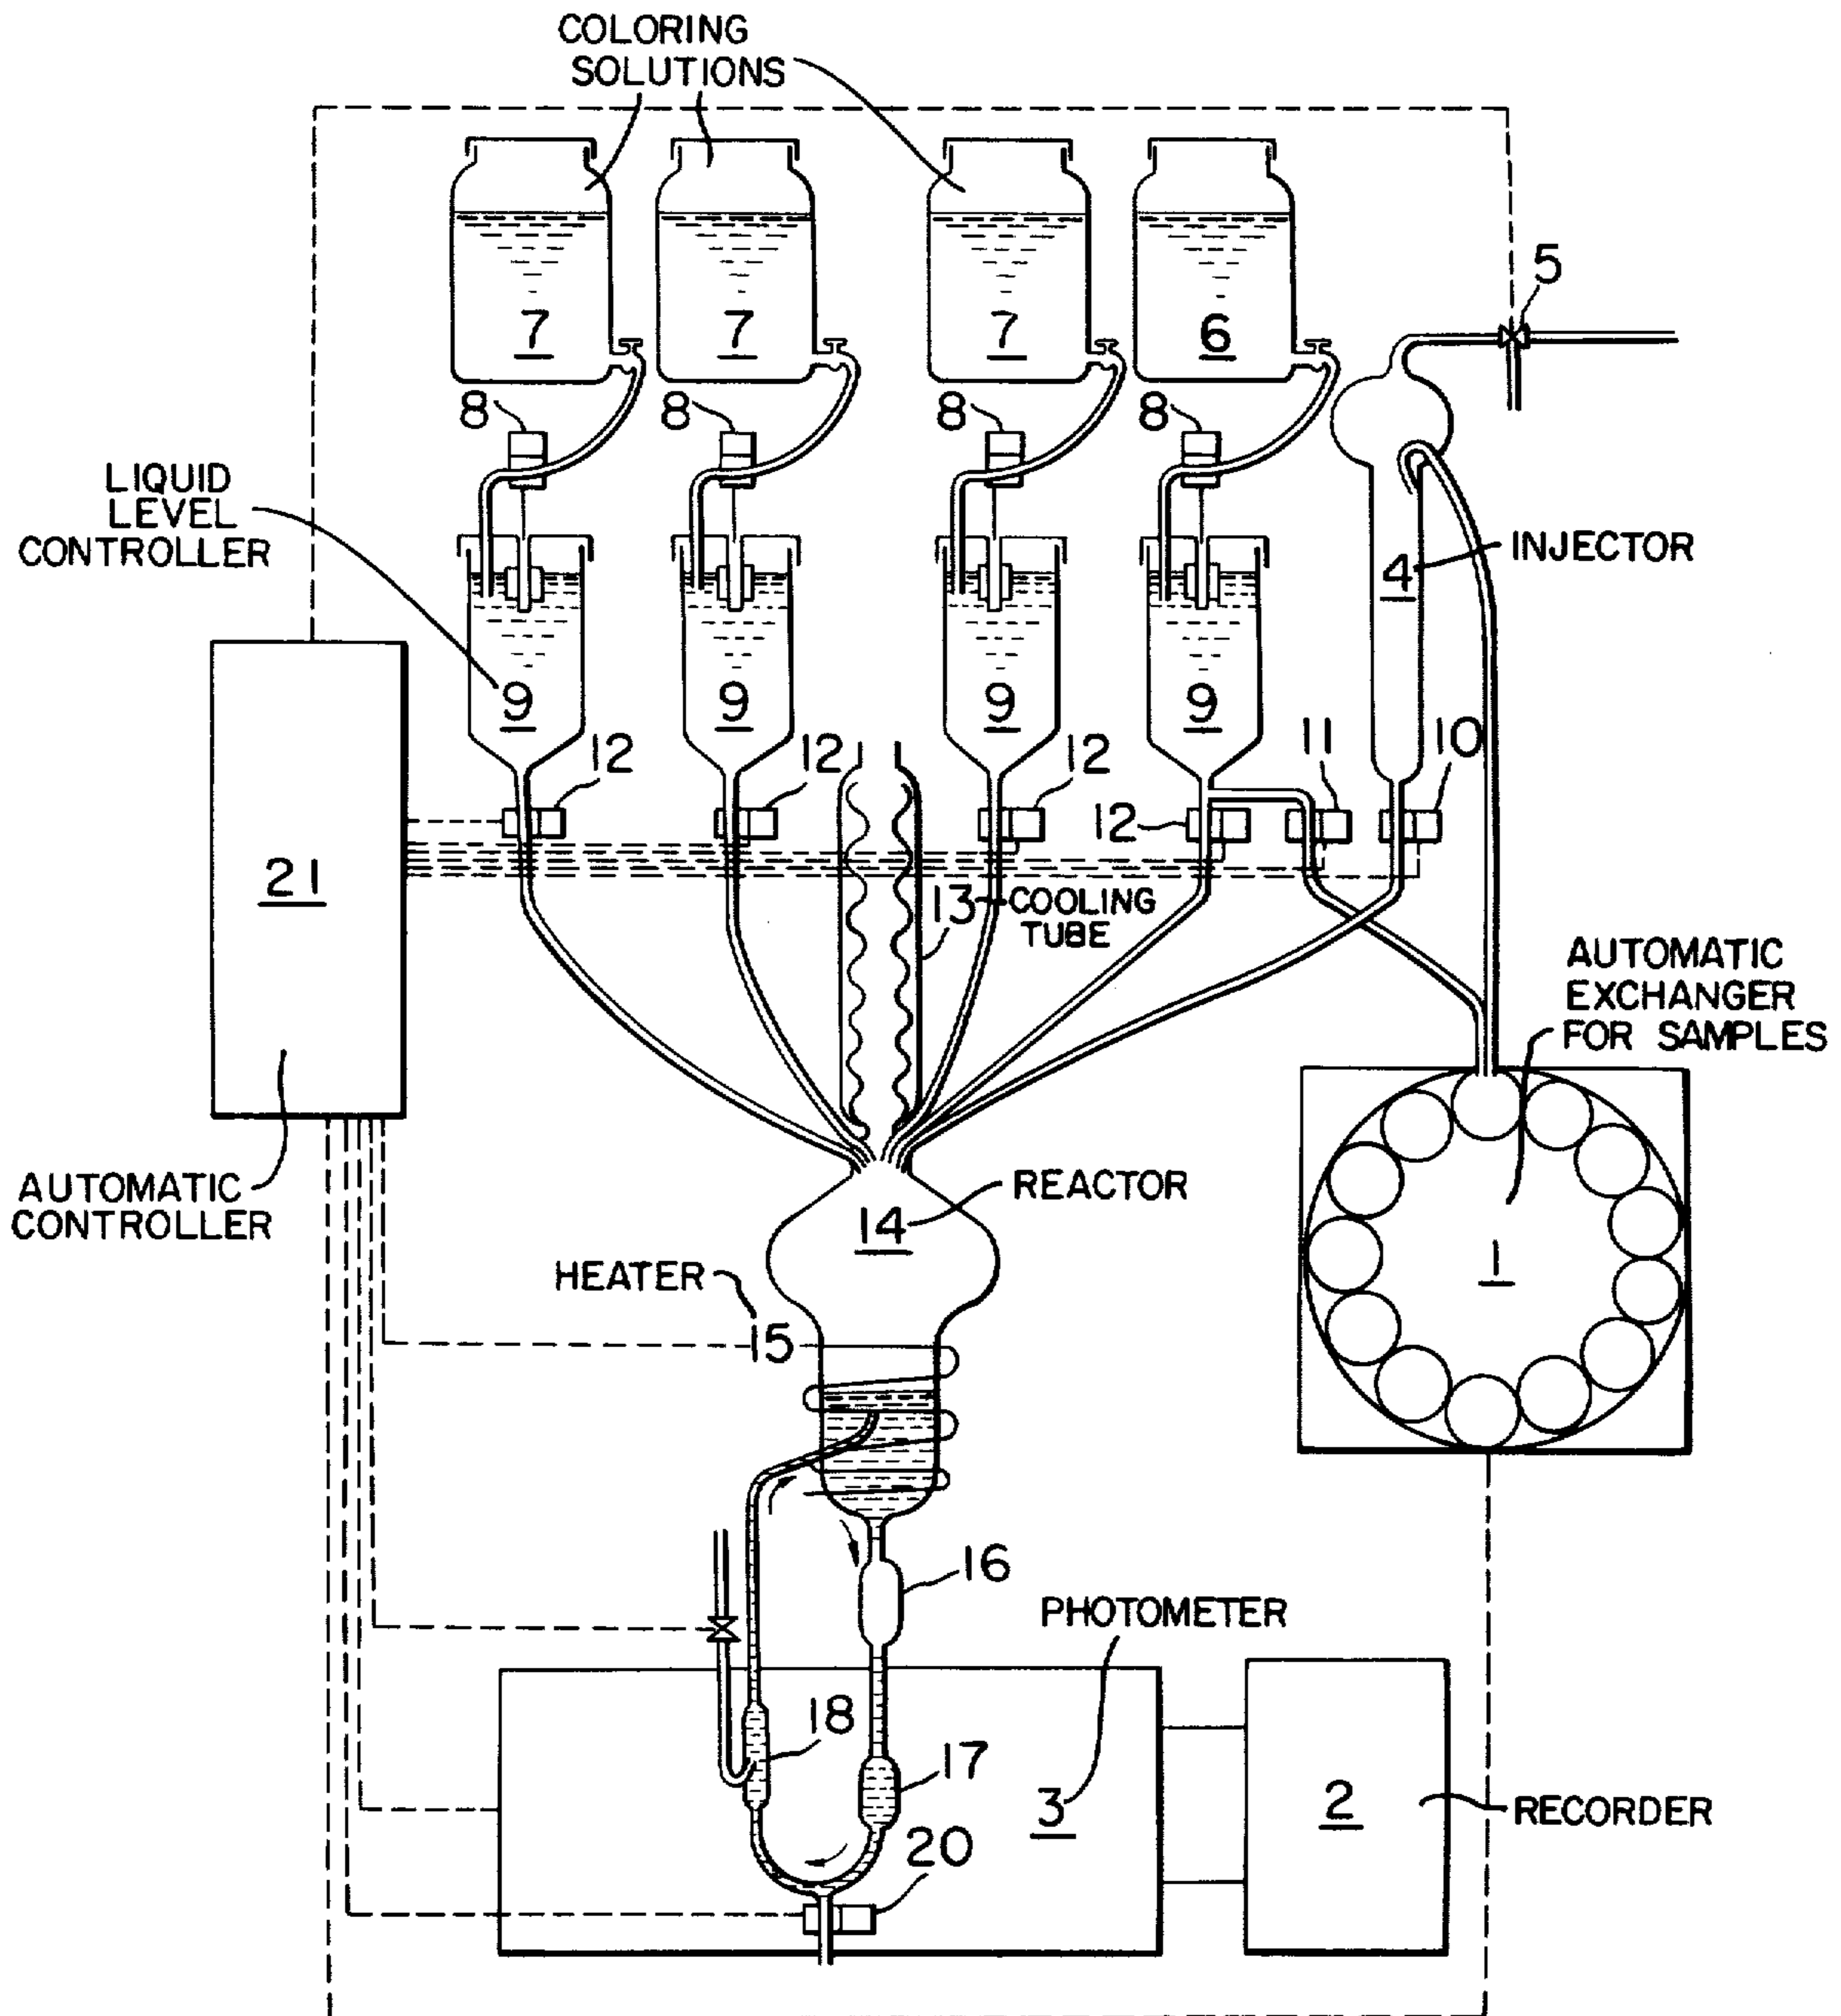 COLORING
SOLUTIONS
7
7
7
6
5
8
8
8
8
LIQUID
LEVEL
CONTROLLER
4
INJECTOR
9
9
9
9
12
12
12
12
11
10
21
13
COOLING
TUBE
AUTOMATIC
EXCHANGER
FOR SAMPLES
AUTOMATIC
CONTROLLER
REACTOR
14
1
HEATER
15
16
PHOTOMETER
18
17
3
2
RECORDER
20